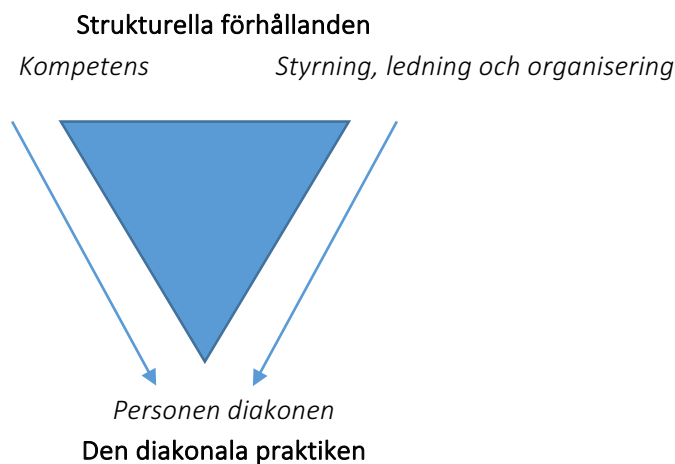 Strukturella förhållanden
Kompetens Styrning, ledning och organisering
Personen diakonen
Den diakonala praktiken